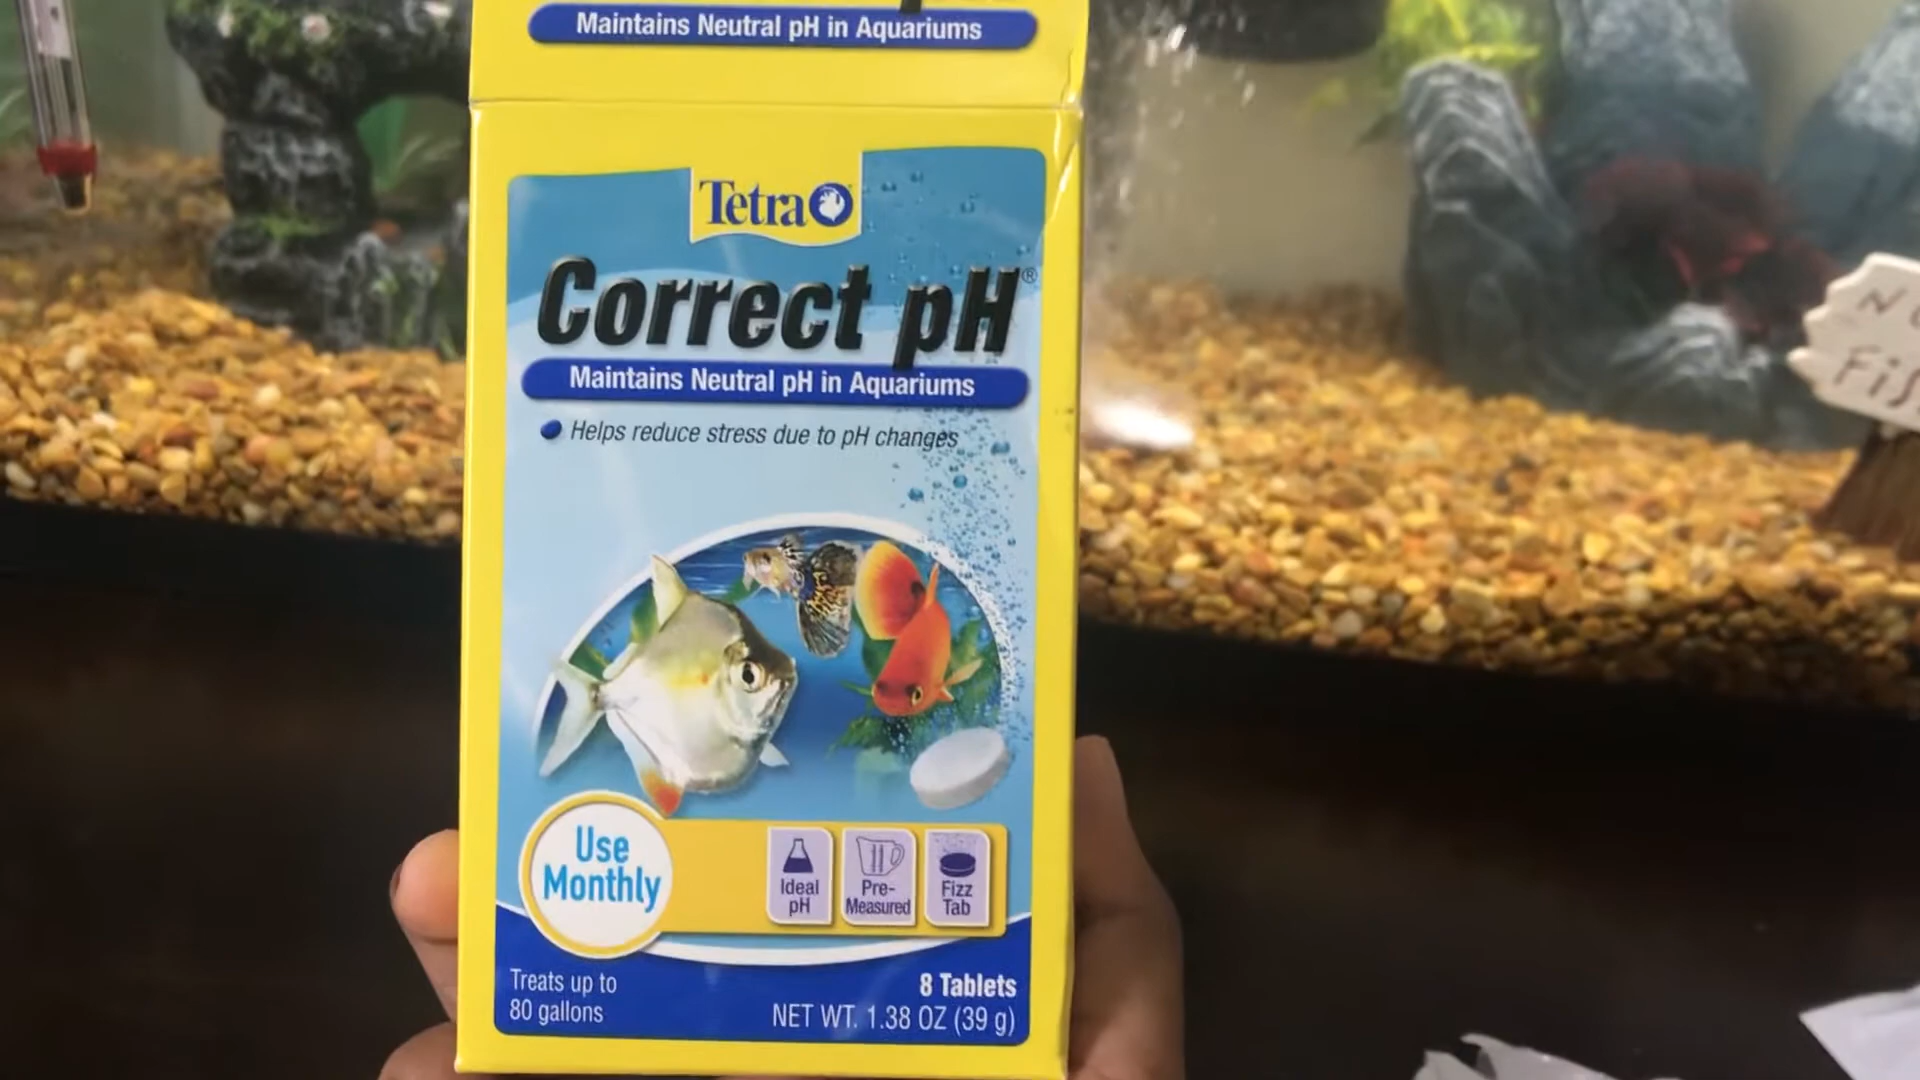 Maintains Neutral pH in Aquariums
Tetra
Correct pH®
Maintains Neutral pH in Aquariums
Helps reduce stress due to pH changes
Use
Monthly
Ideal
pH
Pre-
Measured
Fizz
Tab
Treats up to
80 gallons
8 Tablets
NET WT. 1.38 OZ (39 g)